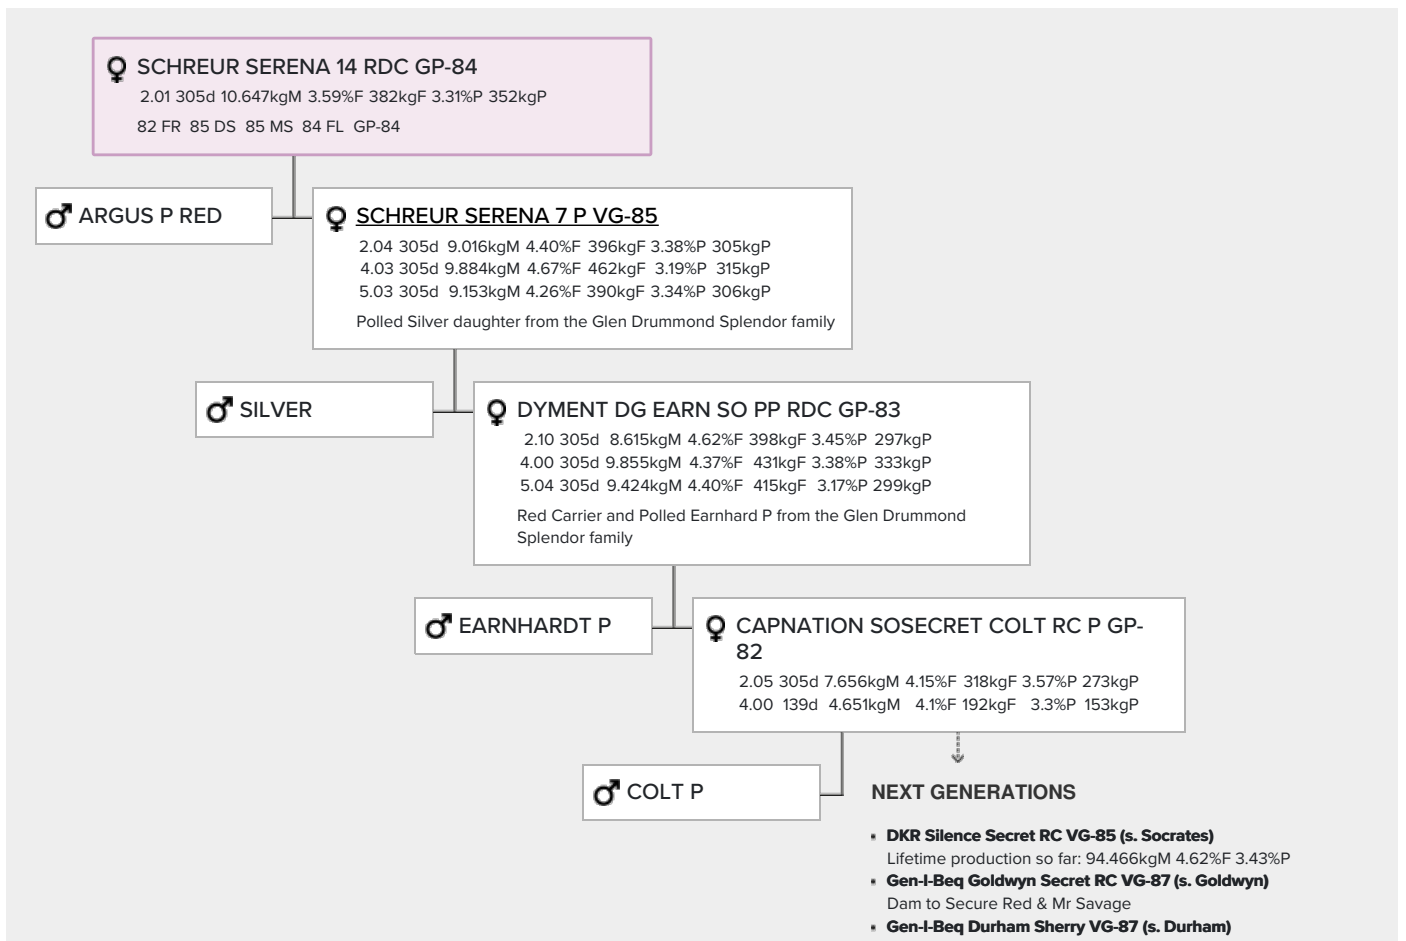 SCHREUR SERENA 14 RDC GP-84
2.01 305d 10.647kgM 3.59%F 382kgF 3.31%P 352kgP
82 FR 85 DS 85 MS 84 FL GP-84
ARGUS P RED
SCHREUR SERENA 7 P VG-85
2.04 305d 9.016kgM 4.40%F 396kgF 3.38%P 305kgP
4.03 305d 9.884kgM 4.67%F 462kgF 3.19%P 315kgP
5.03 305d 9.153kgM 4.26%F 390kgF 3.34%P 306kgP
Polled Silver daughter from the Glen Drummond Splendor family
SILVER
DYMENT DG EARN SO PP RDC GP-83
2.10 305d 8.615kgM 4.62%F 398kgF 3.45%P 297kgP
4.00 305d 9.855kgM 4.37%F 431kgF 3.38%P 333kgP
5.04 305d 9.424kgM 4.40%F 415kgF 3.17%P 299kgP
Red Carrier and Polled Earnhard P from the Glen Drummond
Splendor family
EARNHARDT P
CAPNATION SOSECRET COLT RC P GP-
82
2.05 305d 7.656kgM 4.15%F 318kgF 3.57%P 273kgP
4.00 139d 4.651kgM 4.1%F 192kgF 3.3%P 153kgP
COLT P
NEXT GENERATIONS
▪ DKR Silence Secret RC VG-85 (s. Socrates)
Lifetime production so far: 94.466kgM 4.62%F 3.43%P
▪ Gen-I-Beq Goldwyn Secret RC VG-87 (s. Goldwyn)
Dam to Secure Red & Mr Savage
▪ Gen-I-Beq Durham Sherry VG-87 (s. Durham)